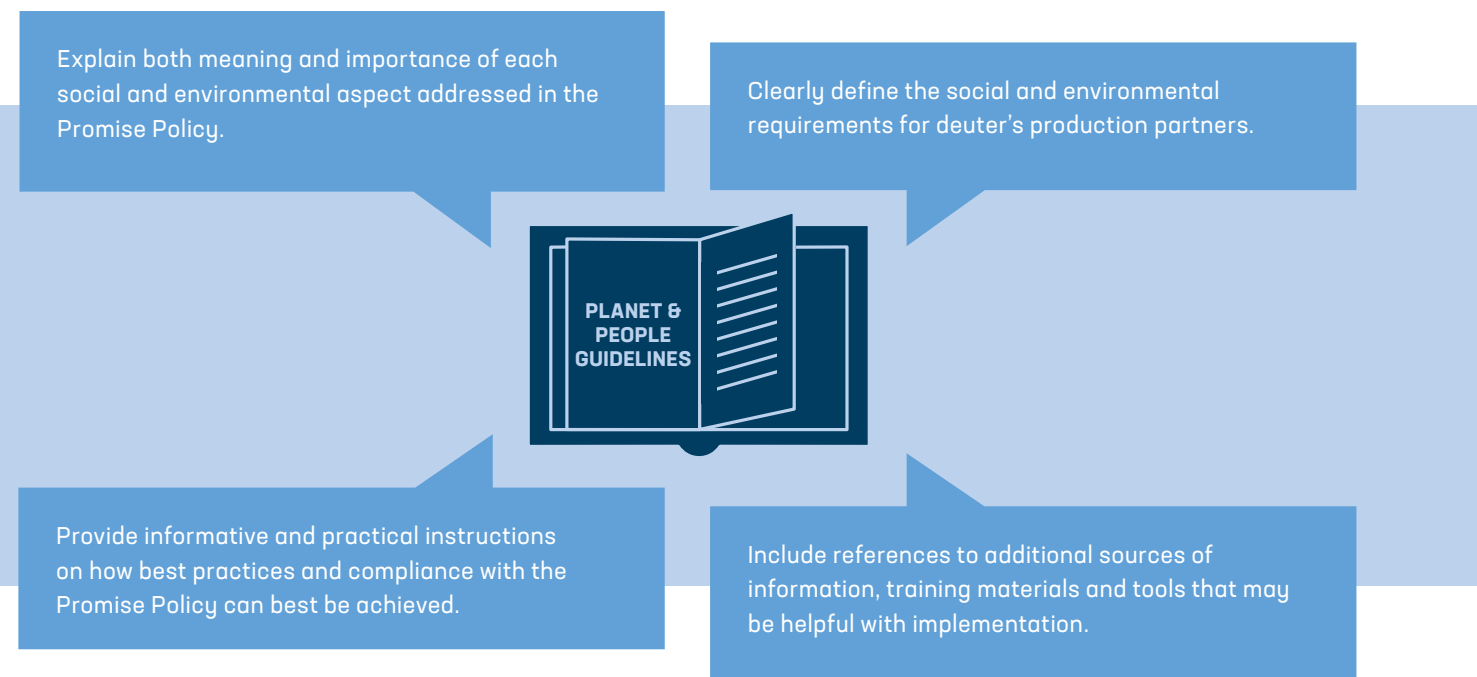 Explain both meaning and importance of each
social and environmental aspect addressed in the
Promise Policy.
Clearly define the social and environmental
requirements for deuter’s production partners.
PLANET &
PEOPLE
GUIDELINES
Provide informative and practical instructions
on how best practices and compliance with the
Promise Policy can best be achieved.
Include references to additional sources of
information, training materials and tools that may
be helpful with implementation.